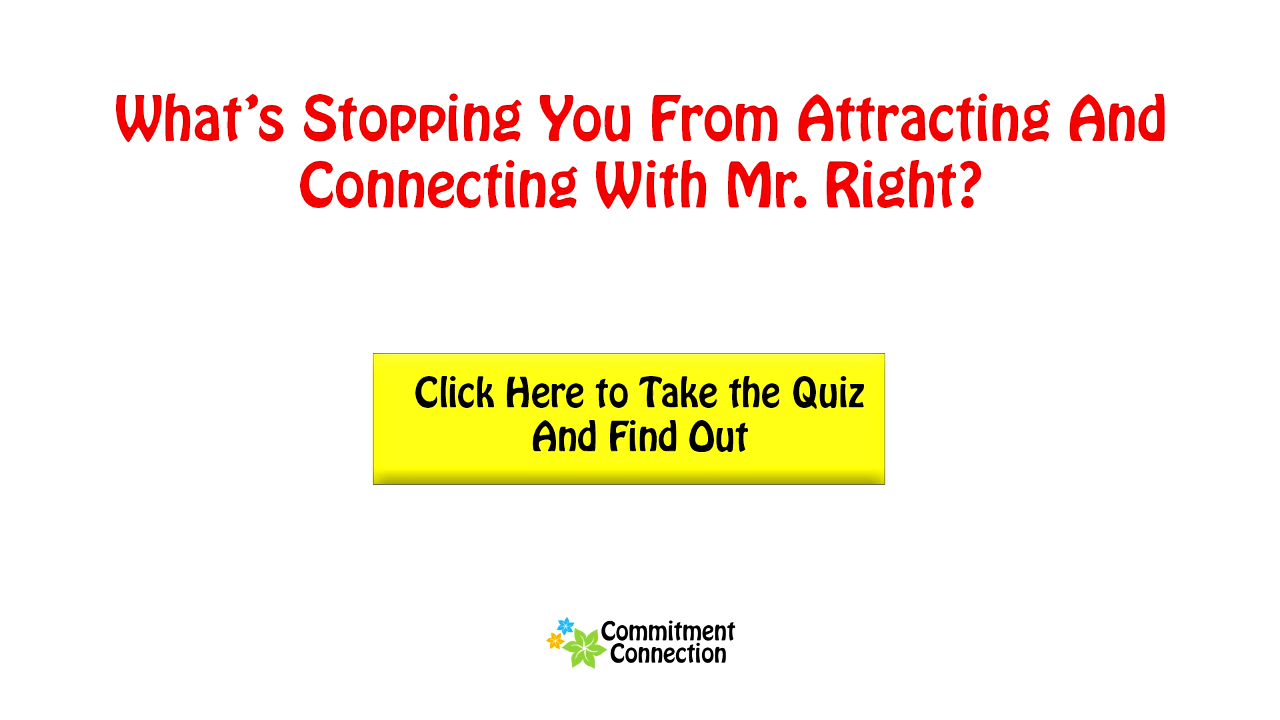 What's Stopping You From Attracting And
Connecting With Mr. Right?
Click Here to Take the Quiz
And Find Out
Commitment
Connection